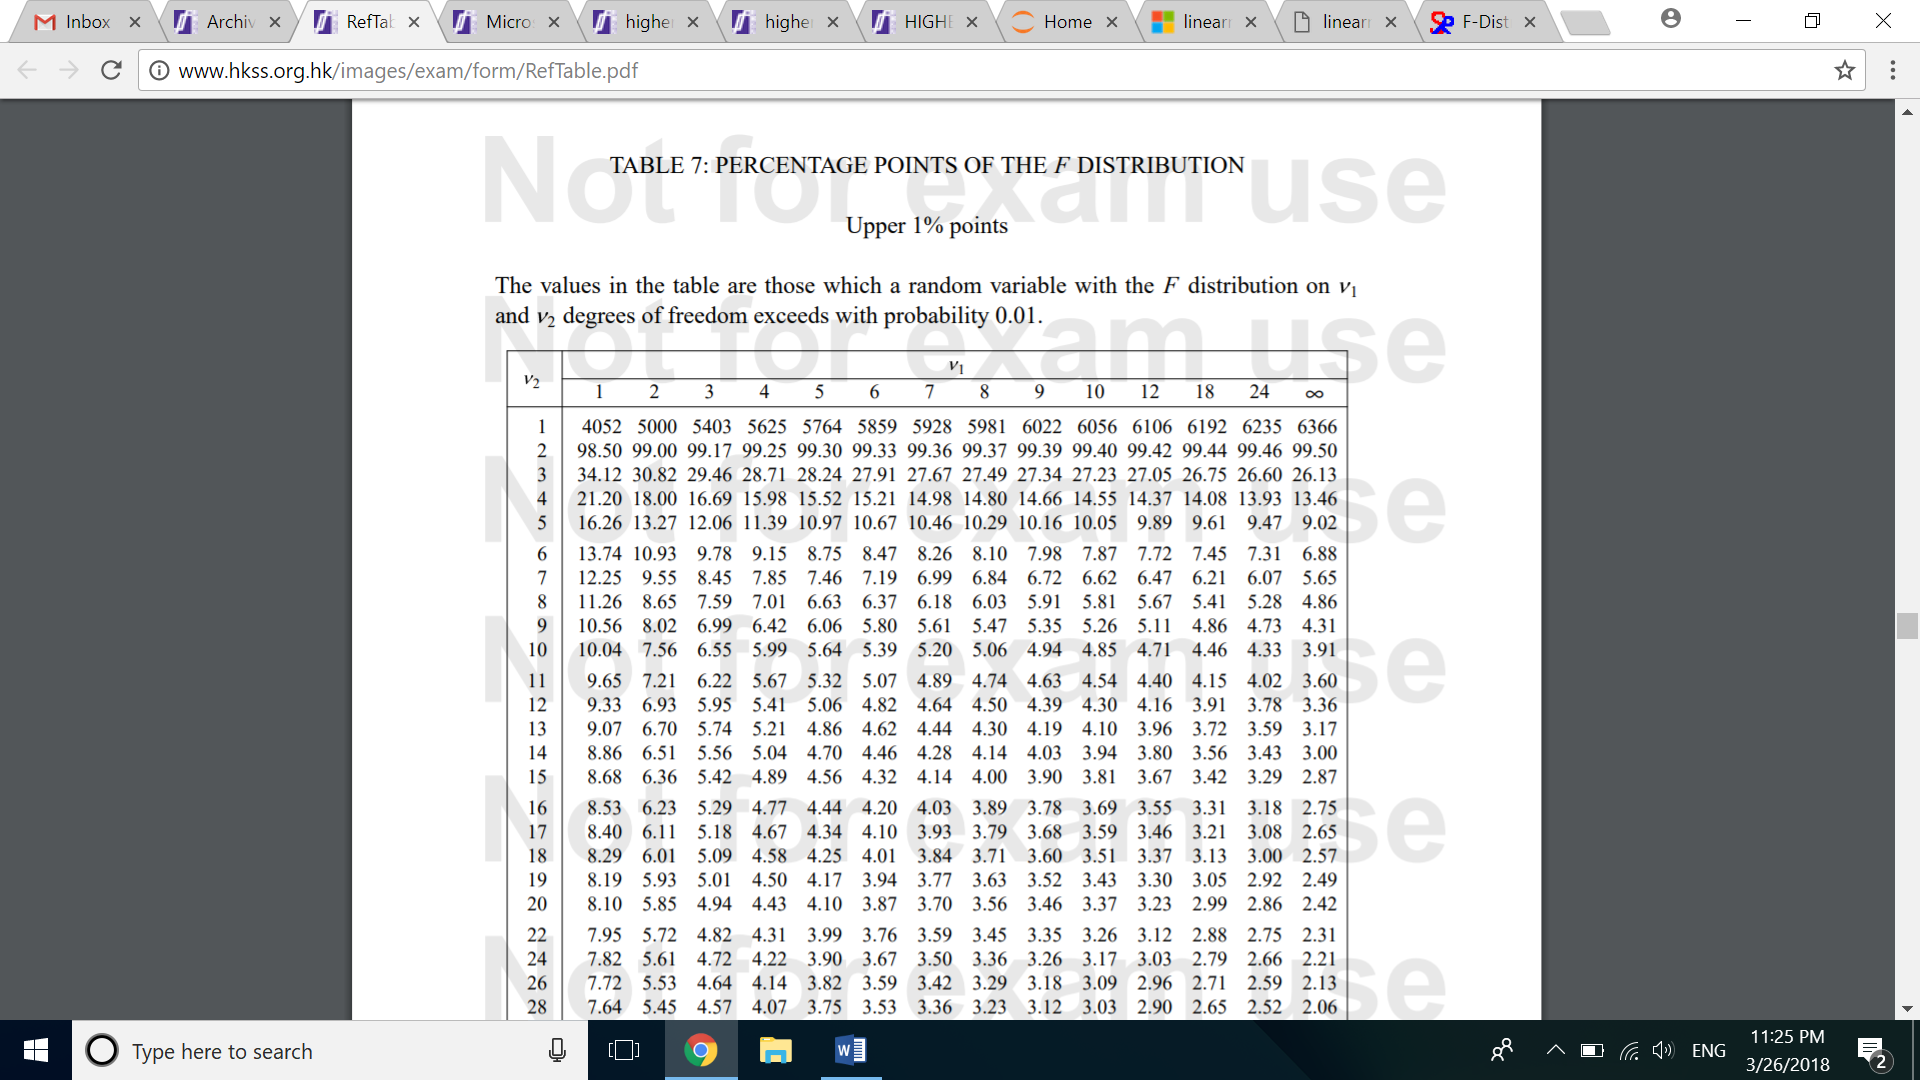 Inbox
Archiv
RefTab
Micro
higher
higher
HIGHE
Home
linear
linear
F-Dist
www.hkss.org.hk/images/exam/form/RefTable.pdf
Not for exam use
TABLE 7: PERCENTAGE POINTS OF THE F DISTRIBUTION
Upper 1% points
The values in the table are those which a random variable with the F distribution on ν1
and ν2 degrees of freedom exceeds with probability 0.01.
Not for exam use
ν2 ν1
1 2 3 4 5 6 7 8 9 10 12 18 24 ∞
1 4052 5000 5403 5625 5764 5859 5928 5981 6022 6056 6106 6192 6235 6366
2 98.50 99.00 99.17 99.25 99.30 99.33 99.36 99.37 99.39 99.40 99.42 99.44 99.46 99.50
3 34.12 30.82 29.46 28.71 28.24 27.91 27.67 27.49 27.34 27.23 27.05 26.75 26.60 26.13
4 21.20 18.00 16.69 15.98 15.52 15.21 14.98 14.80 14.66 14.55 14.37 14.08 13.93 13.46
5 16.26 13.27 12.06 11.39 10.97 10.67 10.46 10.29 10.16 10.05 9.89 9.61 9.47 9.02
Not for exam use
6 13.74 10.93 9.78 9.15 8.75 8.47 8.26 8.10 7.98 7.87 7.72 7.45 7.31 6.88
7 12.25 9.55 8.45 7.85 7.46 7.19 6.99 6.84 6.72 6.62 6.47 6.21 6.07 5.65
8 11.26 8.65 7.59 7.01 6.63 6.37 6.18 6.03 5.91 5.81 5.67 5.41 5.28 4.86
9 10.56 8.02 6.99 6.42 6.06 5.80 5.61 5.47 5.35 5.26 5.11 4.86 4.73 4.31
10 10.04 7.56 6.55 5.99 5.64 5.39 5.20 5.06 4.94 4.85 4.71 4.46 4.33 3.91
Not for exam use
11 9.65 7.21 6.22 5.67 5.32 5.07 4.89 4.74 4.63 4.54 4.40 4.15 4.02 3.60
12 9.33 6.93 5.95 5.41 5.06 4.82 4.64 4.50 4.39 4.30 4.16 3.91 3.78 3.36
13 9.07 6.70 5.74 5.21 4.86 4.62 4.44 4.30 4.19 4.10 3.96 3.72 3.59 3.17
14 8.86 6.51 5.56 5.04 4.70 4.46 4.28 4.14 4.03 3.94 3.80 3.56 3.43 3.00
15 8.68 6.36 5.42 4.89 4.56 4.32 4.14 4.00 3.90 3.81 3.67 3.42 3.29 2.87
Not for exam use
16 8.53 6.23 5.29 4.77 4.44 4.20 4.03 3.89 3.78 3.69 3.55 3.31 3.18 2.75
17 8.40 6.11 5.18 4.67 4.34 4.10 3.93 3.79 3.68 3.59 3.46 3.21 3.08 2.65
18 8.29 6.01 5.09 4.58 4.25 4.01 3.84 3.71 3.60 3.51 3.37 3.13 3.00 2.57
19 8.19 5.93 5.01 4.50 4.17 3.94 3.77 3.63 3.52 3.43 3.30 3.05 2.92 2.49
20 8.10 5.85 4.94 4.43 4.10 3.87 3.70 3.56 3.46 3.37 3.23 2.99 2.86 2.42
Not for exam use
22 7.95 5.72 4.82 4.31 3.99 3.76 3.59 3.45 3.35 3.26 3.12 2.88 2.75 2.31
24 7.82 5.61 4.72 4.22 3.90 3.67 3.50 3.36 3.26 3.17 3.03 2.79 2.66 2.21
26 7.72 5.53 4.64 4.14 3.82 3.59 3.42 3.29 3.18 3.09 2.96 2.71 2.59 2.13
28 7.64 5.45 4.57 4.07 3.75 3.53 3.36 3.23 3.12 3.03 2.90 2.65 2.52 2.06
Type here to search
ENG
11:25 PM
3/26/2018
2